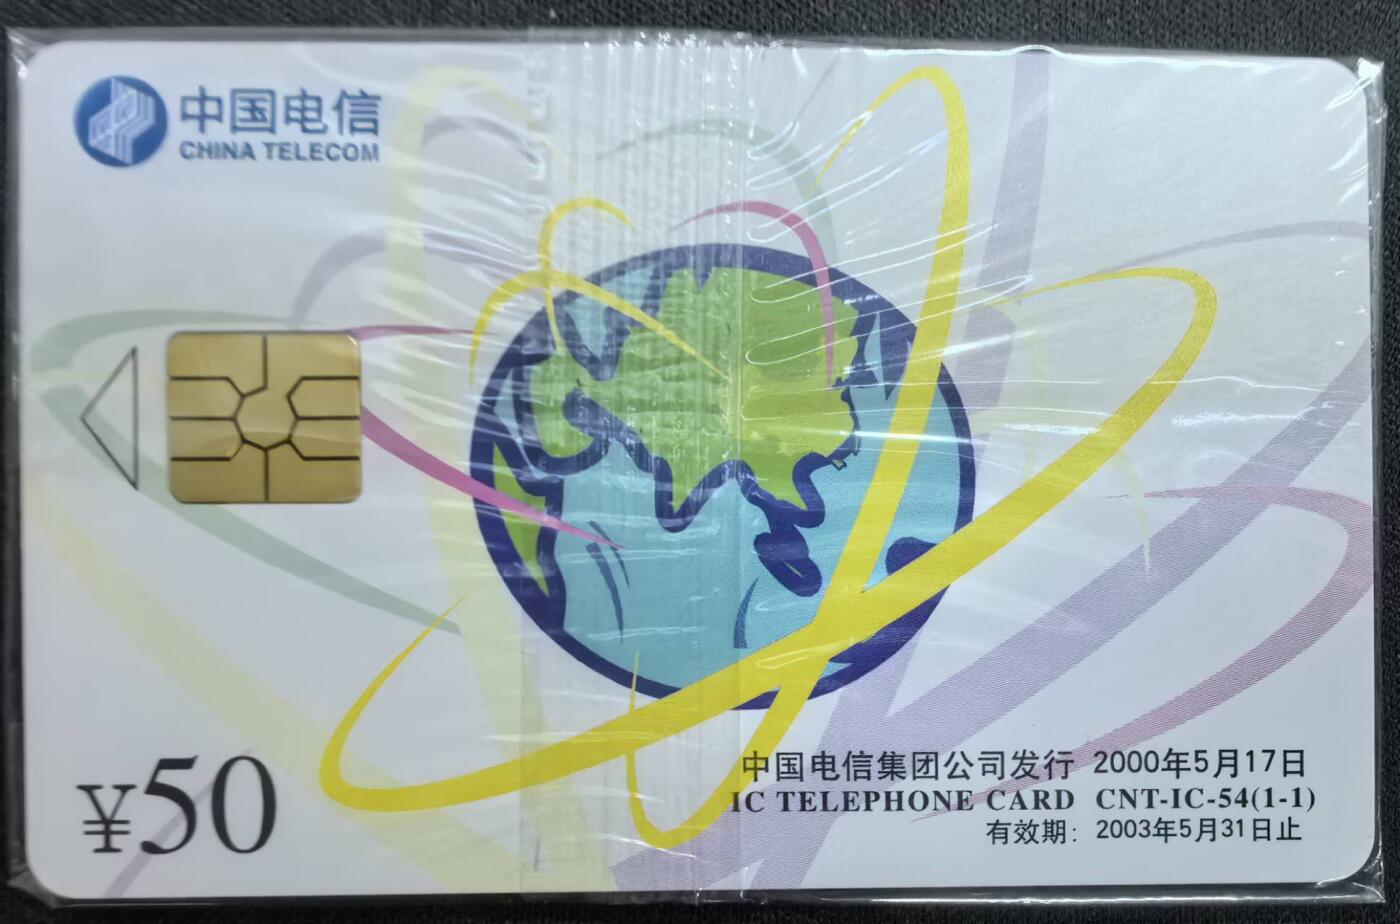 中国电信
CHINA TELECOM
¥50
中国电信集团公司发行 2000年5月17日
IC TELEPHONE CARD CNT-IC-54(1-1)
有效期: 2003年5月31日止